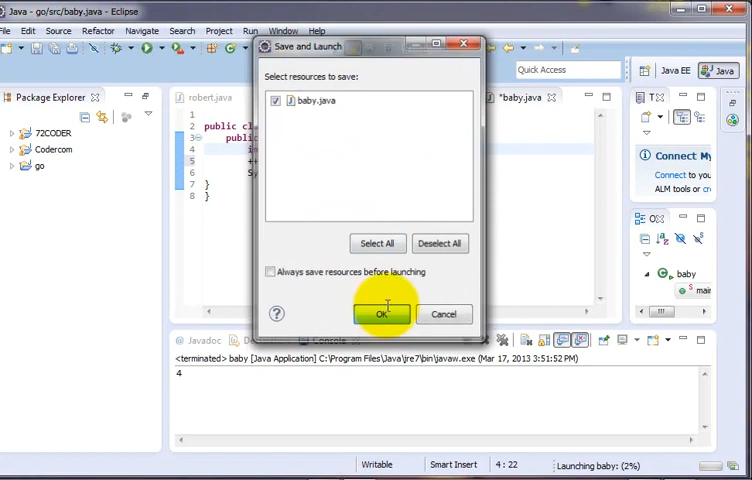 Java - go/src/baby.java - Eclipse
File Edit Source Refactor Navigate Search Project Run Window Help
Quick Access
Java EE
Java
Package Explorer
72CODER
Codercom
go
robert.java
*baby.java
1
2 public cl
3 public
4 in
5 ++
6 Sy
7 }
8 }
Save and Launch
Select resources to save:
baby.java
Select All
Deselect All
Always save resources before launching
OK
Cancel
Connect My
Connect to you
ALM tools or
baby
main
Javadoc
Console
<terminated> baby [Java Application] C:\Program Files\Java\jre7\bin\javaw.exe (Mar 17, 2013 3:51:52 PM)
4
Writable
Smart Insert
4 : 22
Launching baby: (2%)